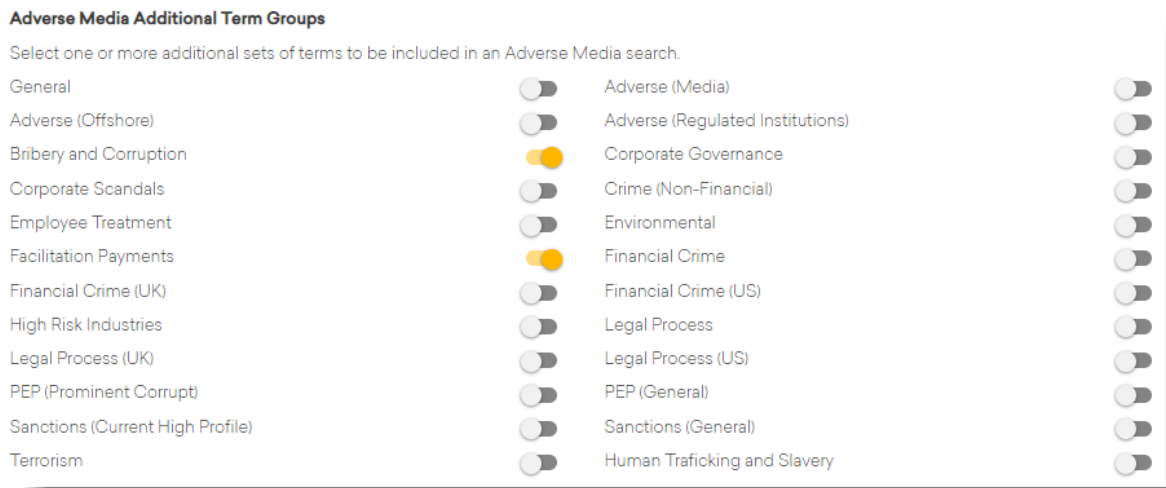 Adverse Media Additional Term Groups
Select one or more additional sets of terms to be included in an Adverse Media search.
General
Adverse (Media)
Adverse (Offshore)
Adverse (Regulated Institutions)
Bribery and Corruption
Corporate Governance
Corporate Scandals
Crime (Non-Financial)
Employee Treatment
Environmental
Facilitation Payments
Financial Crime
Financial Crime (UK)
Financial Crime (US)
High Risk Industries
Legal Process
Legal Process (UK)
Legal Process (US)
PEP (Prominent Corrupt)
PEP (General)
Sanctions (Current High Profile)
Sanctions (General)
Terrorism
Human Traficking and Slavery